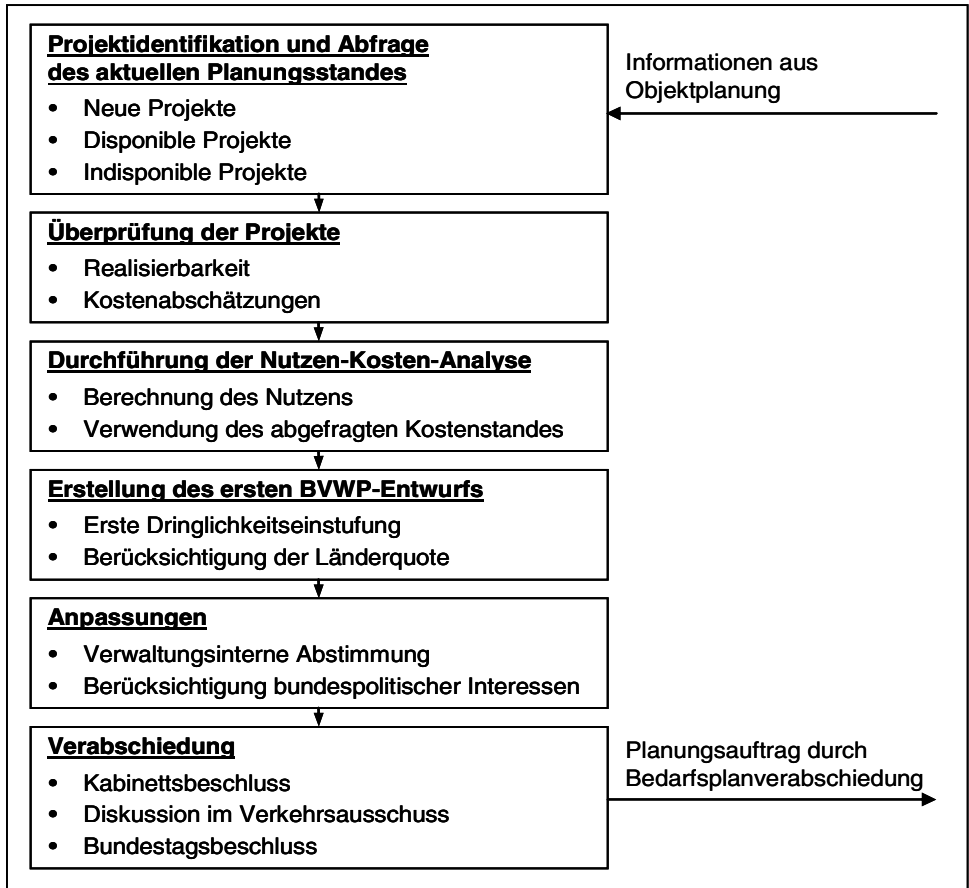 Projektidentifikation und Abfrage
des aktuellen Planungsstandes
• Neue Projekte
• Disponible Projekte
• Indisponible Projekte
Informationen aus
Objektplanung
Überprüfung der Projekte
• Realisierbarkeit
• Kostenabschätzungen
Durchführung der Nutzen-Kosten-Analyse
• Berechnung des Nutzens
• Verwendung des abgefragten Kostenstandes
Erstellung des ersten BVWP-Entwurfs
• Erste Dringlichkeitseinstufung
• Berücksichtigung der Länderquote
Anpassungen
• Verwaltungsinterne Abstimmung
• Berücksichtigung bundespolitischer Interessen
Verabschiedung
• Kabinettsbeschluss
• Diskussion im Verkehrsausschuss
• Bundestagsbeschluss
Planungsauftrag durch
Bedarfsplanverabschiedung